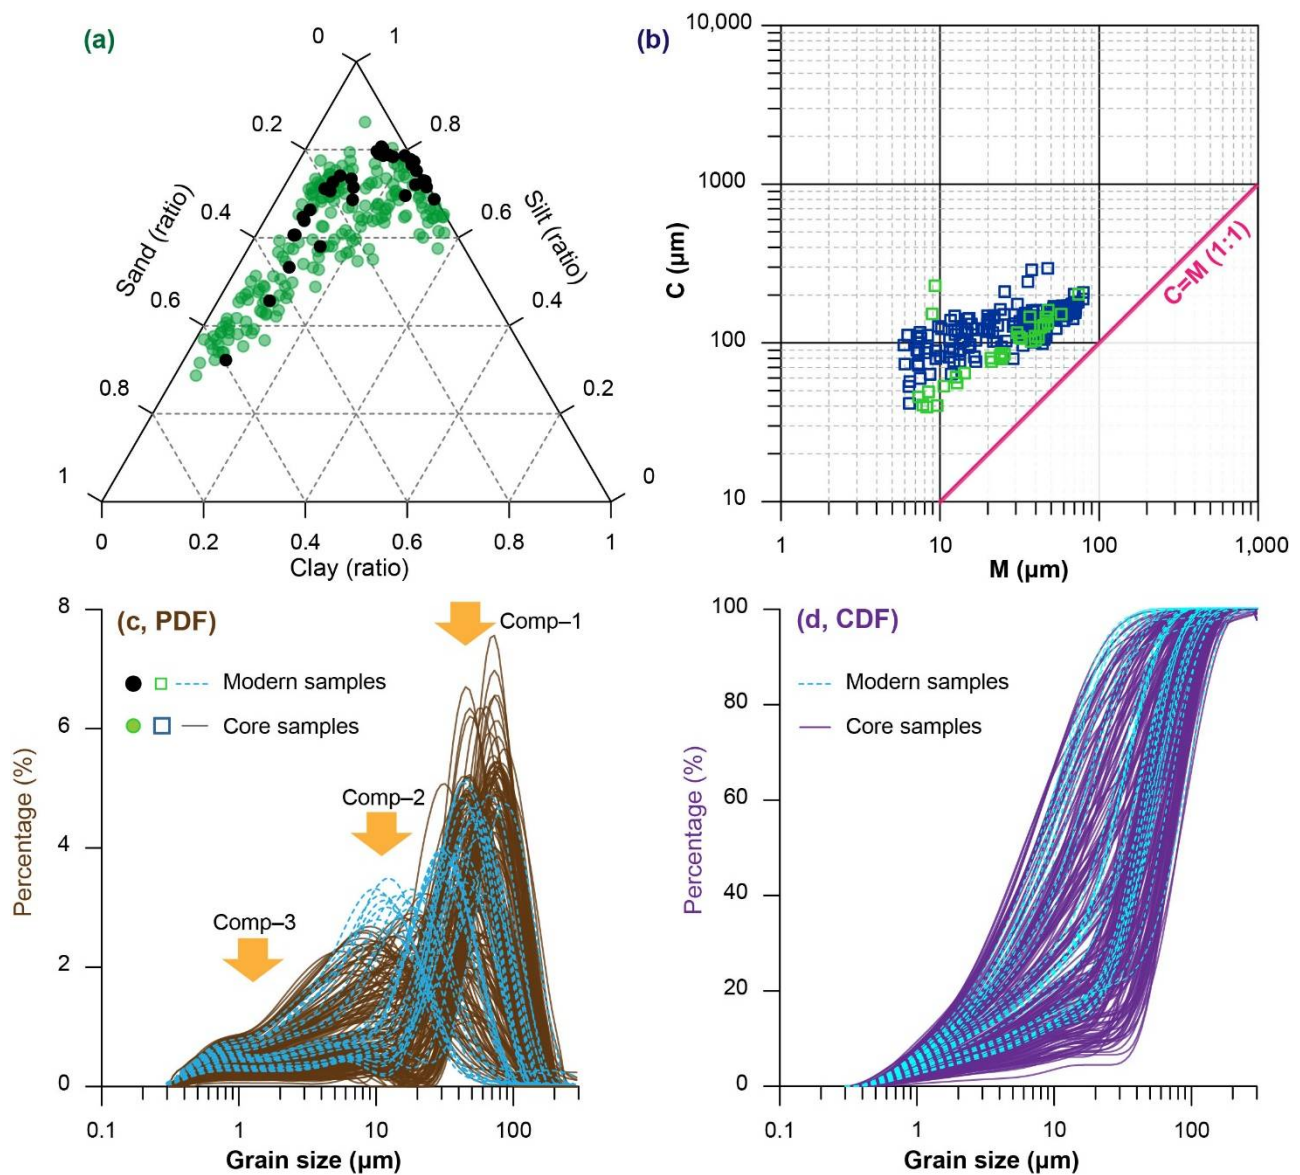 (a)
0 1
0.2 0.8
0.4 0.6
0.6 0.4
0.8 0.2
1 0
Sand (ratio)
Silt (ratio)
0 0.2 0.4 0.6 0.8 1
Clay (ratio)
(b)
10,000
1000
100
10
C (µm)
C=M (1:1)
1 10 100 1,000
M (µm)
(c, PDF)
8
6
4
2
0
Percentage (%)
Comp–1
Modern samples
Core samples
Comp–2
Comp–3
0.1 1 10 100
Grain size (µm)
(d, CDF)
100
80
60
40
20
0
Percentage (%)
Modern samples
Core samples
0.1 1 10 100
Grain size (µm)